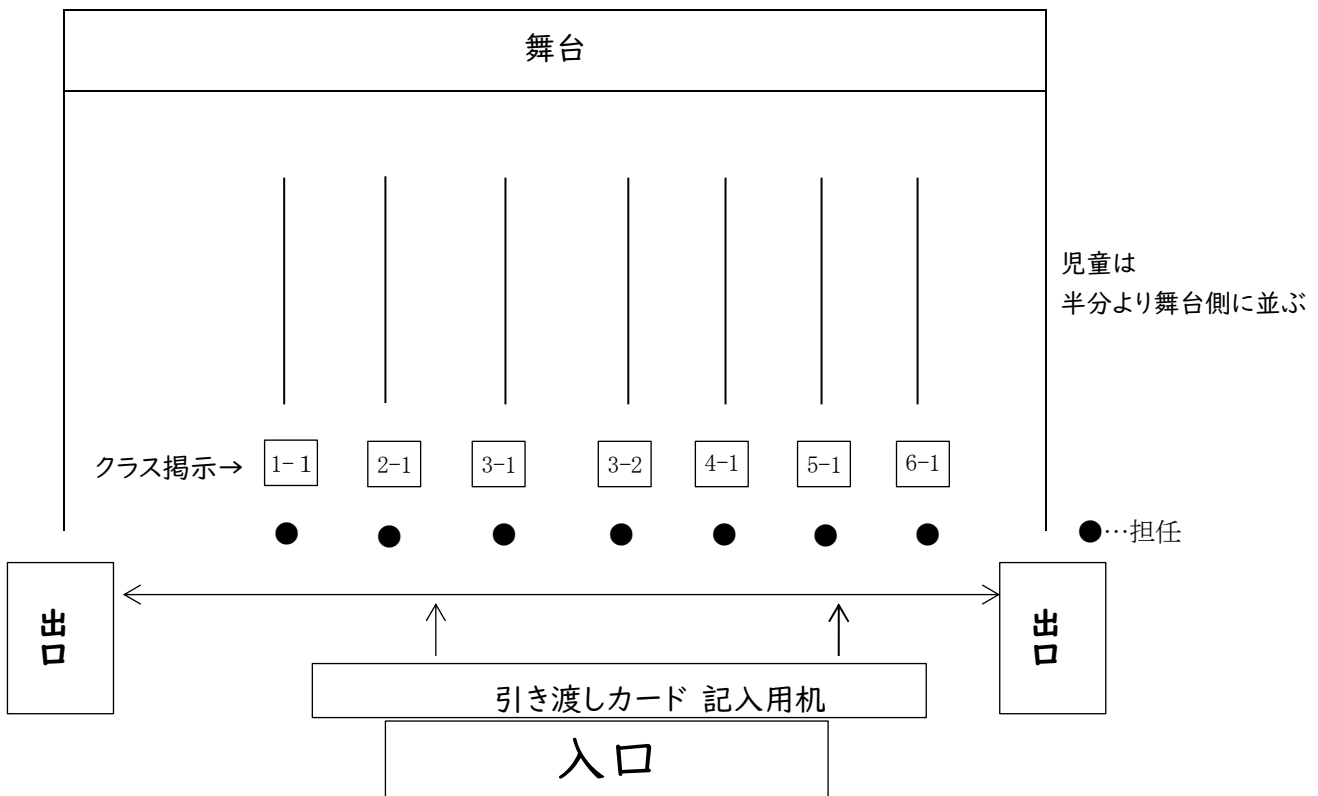 舞台
児童は
半分より舞台側に並ぶ
クラス掲示→
1-1
2-1
3-1
3-2
4-1
5-1
6-1
●…担任
出口
出口
引き渡しカード 記入用机
入口